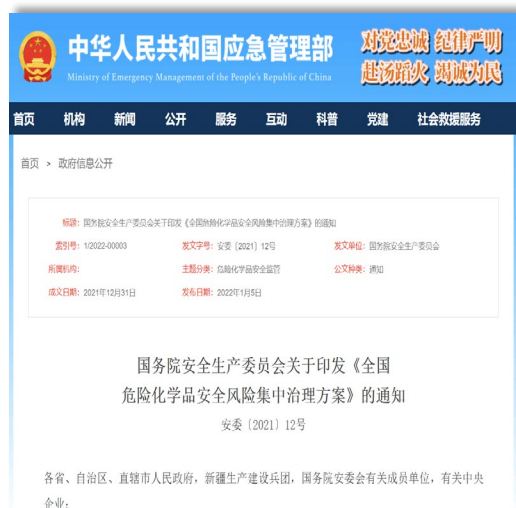 中华人民共和国应急管理部
Ministry of Emergency Management of the People's Republic of China
对党忠诚 纪律严明
赴汤蹈火 竭诚为民
首页 机构 新闻 公开 服务 互动 科普 党建 社会救援服务
首页 > 政府信息公开
标题: 国务院安全生产委员会关于印发《全国危险化学品安全风险集中治理方案》的通知
索引号: 1/2022-00003 发文字号: 安委〔2021〕12号 发文单位: 国务院安全生产委员会
所属机构: 主题分类: 危险化学品安全监管 公文种类: 通知
成文日期: 2021年12月31日 发布日期: 2022年1月5日
国务院安全生产委员会关于印发《全国
危险化学品安全风险集中治理方案》的通知
安委〔2021〕12号
各省、自治区、直辖市人民政府，新疆生产建设兵团，国务院安委会有关成员单位，有关中央
企业：